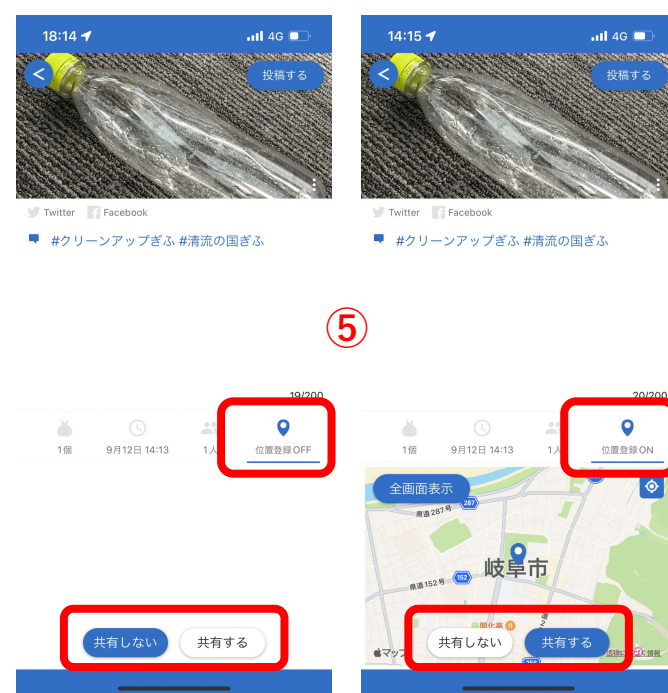 18:14
4G
投稿する
Twitter Facebook
#クリーンアップぎふ #清流の国ぎふ
19/200
1個
9月12日 14:13
1人
位置登録OFF
共有しない
共有する
⑤
14:15
4G
投稿する
Twitter Facebook
#クリーンアップぎふ #清流の国ぎふ
20/200
1個
9月12日 14:13
1人
位置登録ON
全画面表示
287
県道287号
岐阜市
県道152号
152
共有しない
共有する
マップ